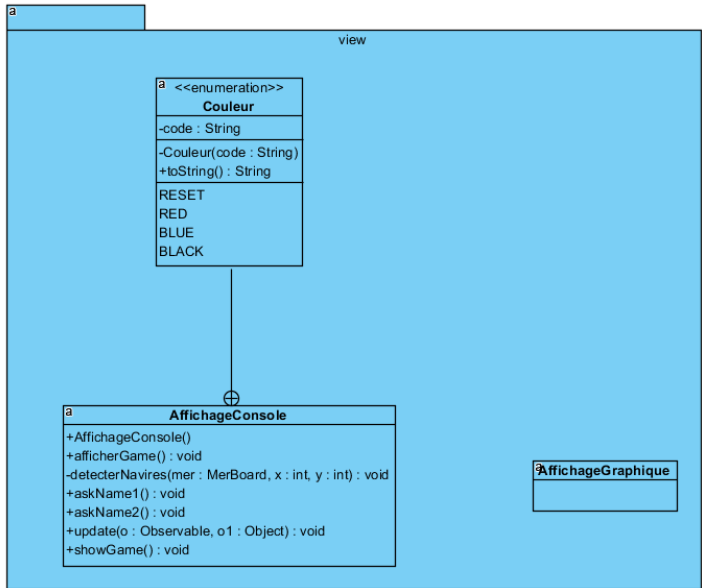 a
view
a
<<enumeration>>
Couleur
-code : String
-Couleur(code : String)
+toString() : String
RESET
RED
BLUE
BLACK
a
AffichageConsole
+AffichageConsole()
+afficherGame() : void
-detecterNavires(mer : MerBoard, x : int, y : int) : void
+askName1() : void
+askName2() : void
+update(o : Observable, o1 : Object) : void
+showGame() : void
a
AffichageGraphique